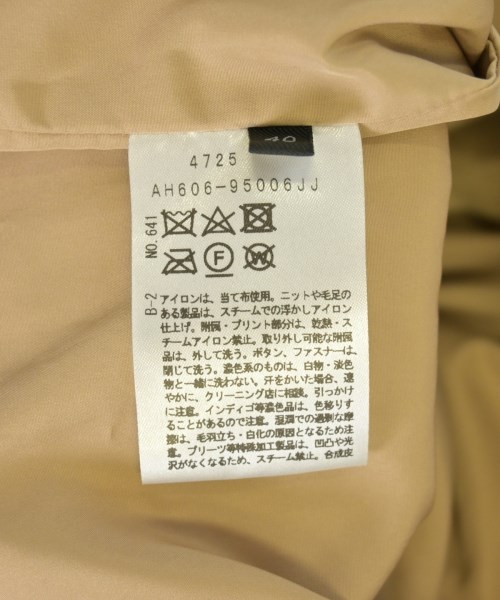 40
4725
AH606-95006JJ
NO.641
F
W
B-2
アイロンは、当て布使用。ニットや毛足の
ある製品は、スチームでの浮かしアイロン
仕上げ。附属・プリント部分は、乾熱・ス
チームアイロン禁止。取り外し可能な附属
品は、外して洗う。ボタン、ファスナーは
閉じて洗う。濃色系のものは、白物・淡色
物と一緒に洗わない。汗をかいた場合、速
やかに、クリーニング店に相談。引っかけ
に注意。インディゴ等濃色品は、色移りす
ることがあるので注意。湿潤での過剰な摩
擦は、毛羽立ち・白化の原因となるため注
意。プリーツ等特殊加工製品は、凹凸や光
沢がなくなるため、スチーム禁止。合成皮